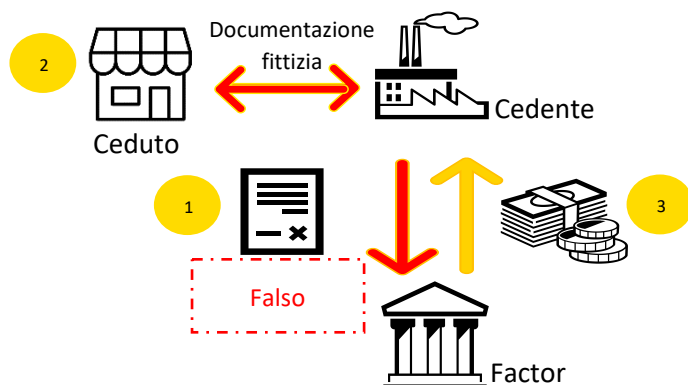 Documentazione
fittizia
2
Cedente
Ceduto
1
3
Falso
Factor